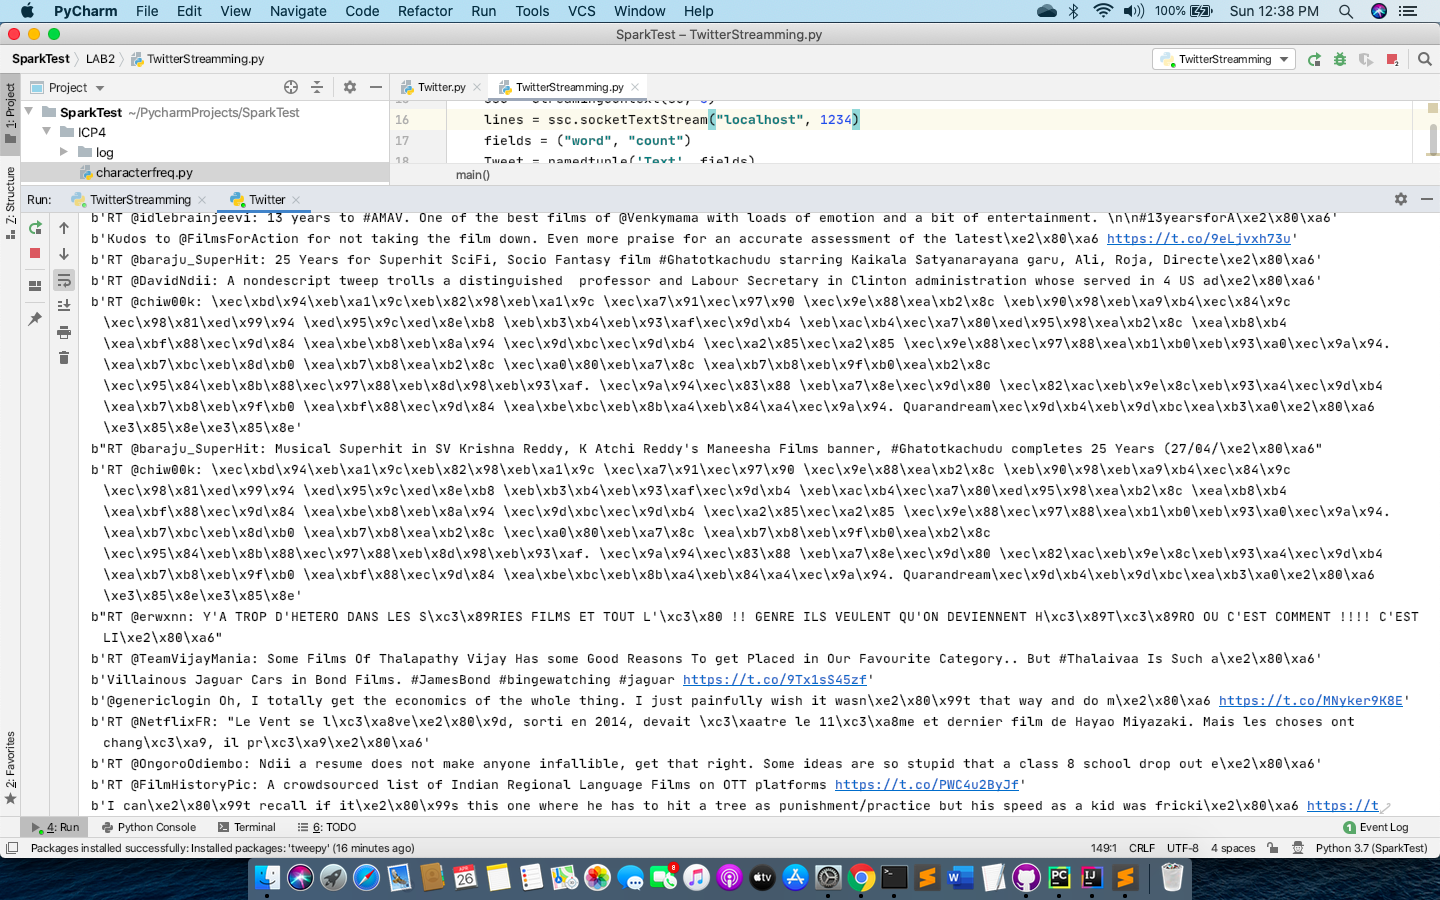 PyCharm File Edit View Navigate Code Refactor Run Tools VCS Window Help 100% Sun 12:38 PM
SparkTest – TwitterStreamming.py
SparkTest LAB2 TwitterStreamming.py TwitterStreamming
Project Twitter.py TwitterStreamming.py
1: Project
SparkTest ~/PycharmProjects/SparkTest
ICP4
log
characterfreq.py
16 lines = ssc.socketTextStream("localhost", 1234)
17 fields = ("word", "count")
18 Tweet = namedtuple('Text', fields)
main()
Z: Structure
Run: TwitterStreamming Twitter
b'RT @idlebrainjeevi: 13 years to #AMAV. One of the best films of @Venkymama with loads of emotion and a bit of entertainment. \n\n#13yearsforA\xe2\x80\xa6'
b'Kudos to @FilmsForAction for not taking the film down. Even more praise for an accurate assessment of the latest\xe2\x80\xa6 https://t.co/9eLjvxh73u'
b'RT @baraju_SuperHit: 25 Years for Superhit SciFi, Socio Fantasy film #Ghatotkachudu starring Kaikala Satyanarayana garu, Ali, Roja, Directe\xe2\x80\xa6'
b'RT @DavidNdii: A nondescript tweep trolls a distinguished  professor and Labour Secretary in Clinton administration whose served in 4 US ad\xe2\x80\xa6'
b'RT @chiw00k: \xec\xbd\x94\xeb\xa1\x9c\xeb\x82\x98\xeb\xa1\x9c \xec\xa7\x91\xec\x97\x90 \xec\x9e\x88\xea\xb2\x8c \xeb\x90\x98\xeb\xa9\xb4\xec\x84\x9c
\xec\x98\x81\xed\x99\x94 \xed\x95\x9c\xed\x8e\xb8 \xeb\xb3\xb4\xeb\x93\xaf\xec\x9d\xb4 \xeb\xac\xb4\xec\xa7\x80\xed\x95\x98\xea\xb2\x8c \xea\xb8\xb4
\xea\xbf\x88\xec\x9d\x84 \xea\xbe\xb8\xeb\x8a\x94 \xec\x9d\xbc\xec\x9d\xb4 \xec\xa2\x85\xec\xa2\x85 \xec\x9e\x88\xec\x97\x88\xea\xb1\xb0\xeb\x93\xa0\xec\x9a\x94.
\xea\xb7\xbc\xeb\x8d\xb0 \xea\xb7\xb8\xea\xb2\x8c \xec\xa0\x80\xeb\xa7\x8c \xea\xb7\xb8\xeb\x9f\xb0\xea\xb2\x8c
\xec\x95\x84\xeb\x8b\x88\xec\x97\x88\xeb\x8d\x98\xeb\x93\xaf. \xec\x9a\x94\xec\x83\x88 \xeb\xa7\x8e\xec\x9d\x80 \xec\x82\xac\xeb\x9e\x8c\xeb\x93\xa4\xec\x9d\xb4
\xea\xb7\xb8\xeb\x9f\xb0 \xea\xbf\x88\xec\x9d\x84 \xea\xbe\xbc\xeb\x8b\xa4\xeb\x84\xa4\xec\x9a\x94. Quarandream\xec\x9d\xb4\xeb\x9d\xbc\xea\xb3\xa0\xe2\x80\xa6
\xe3\x85\x8e\xe3\x85\x8e'
b"RT @baraju_SuperHit: Musical Superhit in SV Krishna Reddy, K Atchi Reddy's Maneesha Films banner, #Ghatotkachudu completes 25 Years (27/04/\xe2\x80\xa6"
b'RT @chiw00k: \xec\xbd\x94\xeb\xa1\x9c\xeb\x82\x98\xeb\xa1\x9c \xec\xa7\x91\xec\x97\x90 \xec\x9e\x88\xea\xb2\x8c \xeb\x90\x98\xeb\xa9\xb4\xec\x84\x9c
\xec\x98\x81\xed\x99\x94 \xed\x95\x9c\xed\x8e\xb8 \xeb\xb3\xb4\xeb\x93\xaf\xec\x9d\xb4 \xeb\xac\xb4\xec\xa7\x80\xed\x95\x98\xea\xb2\x8c \xea\xb8\xb4
\xea\xbf\x88\xec\x9d\x84 \xea\xbe\xb8\xeb\x8a\x94 \xec\x9d\xbc\xec\x9d\xb4 \xec\xa2\x85\xec\xa2\x85 \xec\x9e\x88\xec\x97\x88\xea\xb1\xb0\xeb\x93\xa0\xec\x9a\x94.
\xea\xb7\xbc\xeb\x8d\xb0 \xea\xb7\xb8\xea\xb2\x8c \xec\xa0\x80\xeb\xa7\x8c \xea\xb7\xb8\xeb\x9f\xb0\xea\xb2\x8c
\xec\x95\x84\xeb\x8b\x88\xec\x97\x88\xeb\x8d\x98\xeb\x93\xaf. \xec\x9a\x94\xec\x83\x88 \xeb\xa7\x8e\xec\x9d\x80 \xec\x82\xac\xeb\x9e\x8c\xeb\x93\xa4\xec\x9d\xb4
\xea\xb7\xb8\xeb\x9f\xb0 \xea\xbf\x88\xec\x9d\x84 \xea\xbe\xbc\xeb\x8b\xa4\xeb\x84\xa4\xec\x9a\x94. Quarandream\xec\x9d\xb4\xeb\x9d\xbc\xea\xb3\xa0\xe2\x80\xa6
\xe3\x85\x8e\xe3\x85\x8e'
b"RT @erwxnn: Y'A TROP D'HETERO DANS LES S\xc3\x89RIES FILMS ET TOUT L'\xc3\x80 !! GENRE ILS VEULENT QU'ON DEVIENNENT H\xc3\x89T\xc3\x89RO OU C'EST COMMENT !!!! C'EST
LI\xe2\x80\xa6"
b'RT @TeamVijayMania: Some Films Of Thalapathy Vijay Has some Good Reasons To get Placed in Our Favourite Category.. But #Thalaivaa Is Such a\xe2\x80\xa6'
b'Villainous Jaguar Cars in Bond Films. #JamesBond #bingewatching #jaguar https://t.co/9Tx1sS45zf'
b'@genericlogin Oh, I totally get the economics of the whole thing. I just painfully wish it wasn\xe2\x80\x99t that way and do m\xe2\x80\xa6 https://t.co/MNyker9K8E'
b'RT @NetflixFR: "Le Vent se l\xc3\xa8ve\xe2\x80\x9d, sorti en 2014, devait \xc3\xaatre le 11\xc3\xa8me et dernier film de Hayao Miyazaki. Mais les choses ont
chang\xc3\xa9, il pr\xc3\xa9\xe2\x80\xa6'
b'RT @OngoroOdiembo: Ndii a resume does not make anyone infallible, get that right. Some ideas are so stupid that a class 8 school drop out e\xe2\x80\xa6'
b'RT @FilmHistoryPic: A crowdsourced list of Indian Regional Language Films on OTT platforms https://t.co/PWC4u2ByJf'
b'I can\xe2\x80\x99t recall if it\xe2\x80\x99s this one where he has to hit a tree as punishment/practice but his speed as a kid was fricki\xe2\x80\xa6 https://t
2: Favorites
4: Run Python Console Terminal 6: TODO 1 Event Log
Packages installed successfully: Installed packages: 'tweepy' (16 minutes ago) 149:1 CRLF UTF-8 4 spaces Python 3.7 (SparkTest)
APR 26 8 tv W PC IJ